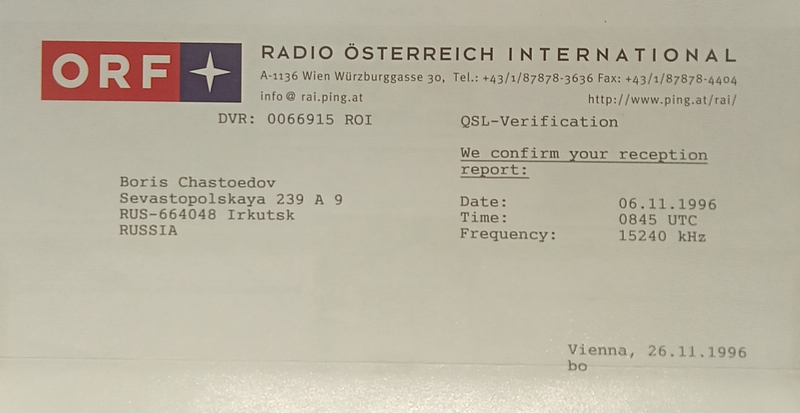 ORF RADIO ÖSTERREICH INTERNATIONAL
A-1136 Wien Würzburggasse 30, Tel.: +43/1/87878-3636 Fax: +43/1/87878-4404
info@ rai.ping.at http://www.ping.at/rai/
DVR: 0066915 ROI
QSL-Verification
We confirm your reception
report:
Boris Chastoedov
Sevastopolskaya 239 A 9
RUS-664048 Irkutsk
RUSSIA
Date: 06.11.1996
Time: 0845 UTC
Frequency: 15240 kHz
Vienna, 26.11.1996
bo